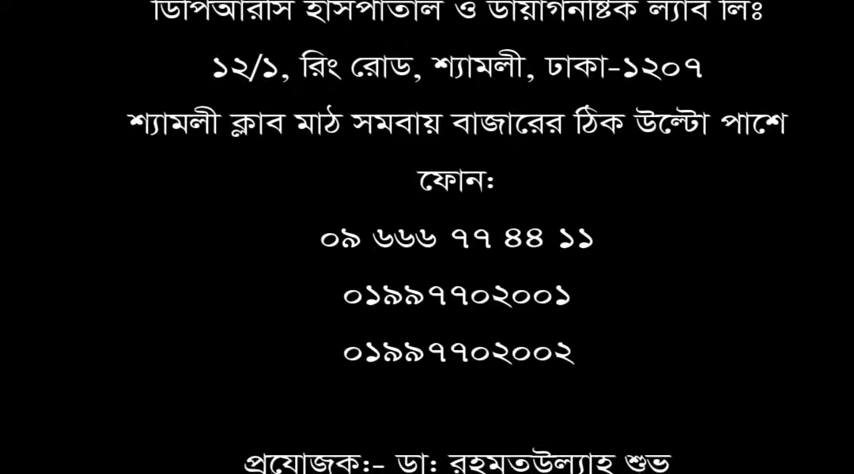 ডিপিআরসি হাসপাতাল ও ডায়াগনষ্টিক ল্যাব লিঃ
১২/১, রিং রোড, শ্যামলী, ঢাকা-১২০৭
শ্যামলী ক্লাব মাঠ সমবায় বাজারের ঠিক উল্টো পাশে
ফোন:
০৯ ৬৬৬ ৭৭ ৪৪ ১১
০১৯৯৭৭০২০০১
০১৯৯৭৭০২০০২
প্রযোজক:- ডা: রহমতউল্যাহ শুভ